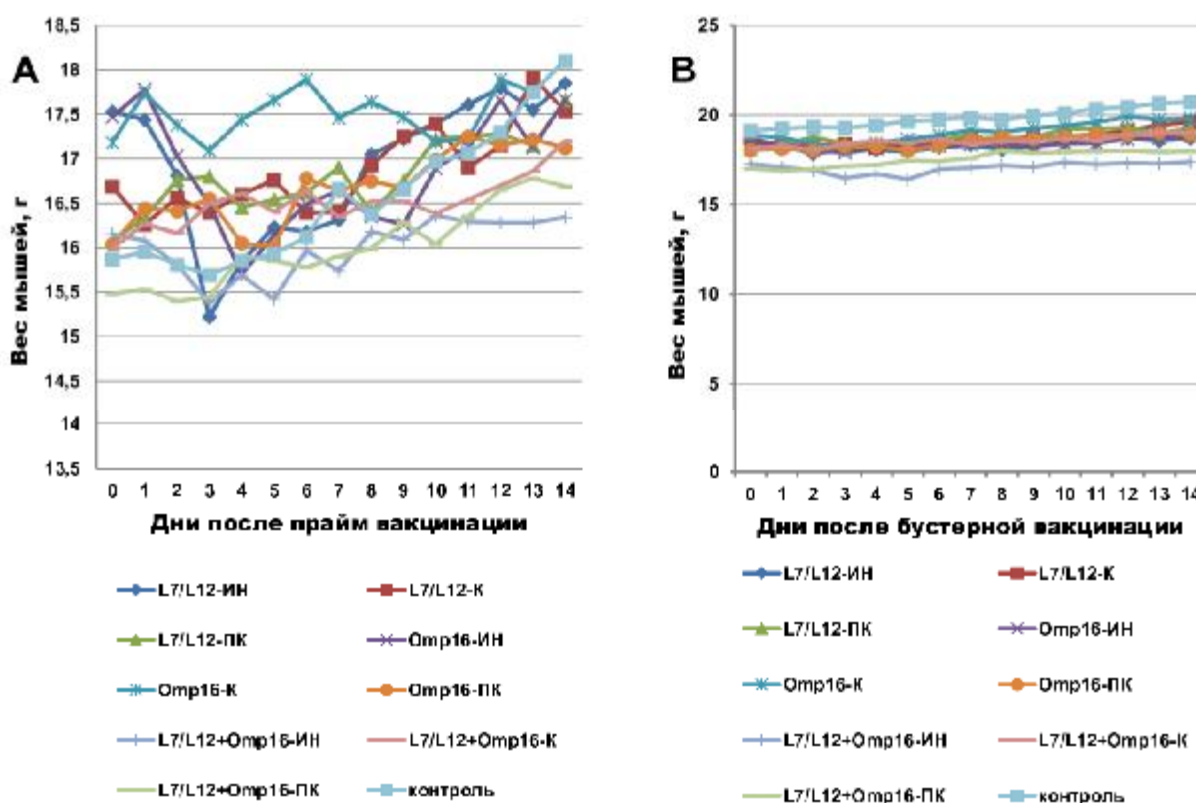 A
Вес мышей, г
18,5
18
17,5
17
16,5
16
15,5
15
14,5
14
13,5
0 1 2 3 4 5 6 7 8 9 10 11 12 13 14
Дни после прайм вакцинации
L7/L12-ИН L7/L12-К
L7/L12-ПК Omp16-ИН
Omp16-К Omp16-ПК
L7/L12+Omp16-ИН L7/L12+Omp16-К
L7/L12+Omp16-ПК контроль
B
Вес мышей, г
25
20
15
10
5
0
0 1 2 3 4 5 6 7 8 9 10 11 12 13 14
Дни после бустерной вакцинации
L7/L12-ИН L7/L12-К
L7/L12-ПК Omp16-ИН
Omp16-К Omp16-ПК
L7/L12+Omp16-ИН L7/L12+Omp16-К
L7/L12+Omp16-ПК контроль